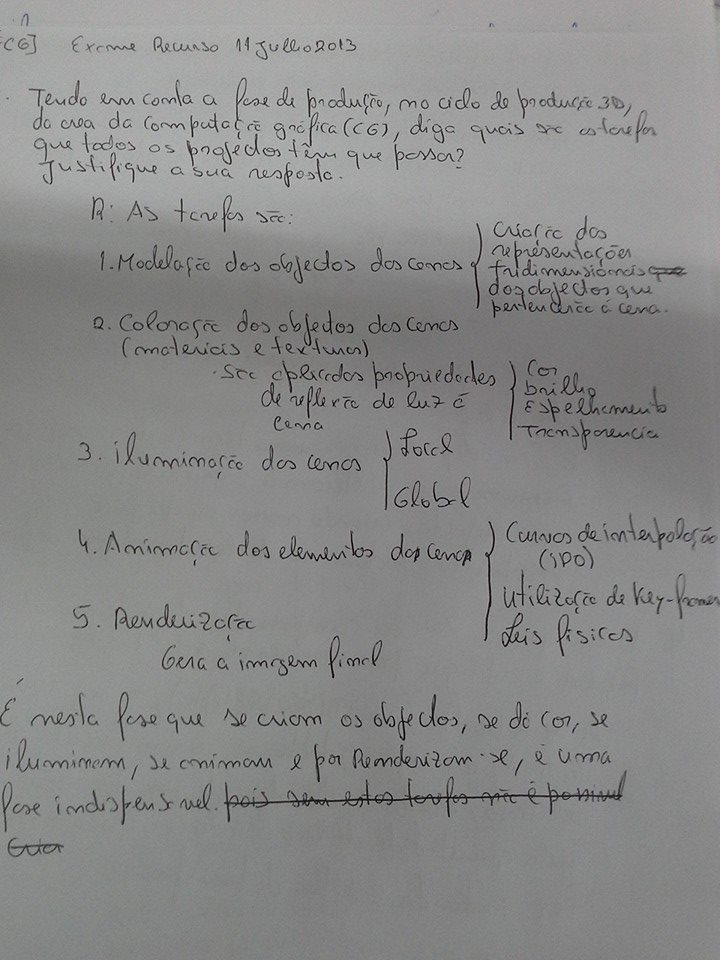 CG] Exame Recurso 11 Julho 2013
Tendo em conta a fase de produção, no ciclo de produção 3D,
da area da computação gráfica (CG), diga quais são as tarefas
que todos os projectos têm que passar?
Justifique a sua resposta.
R: As tarefas são:
1. Modelação dos objectos das cenas
criação das
representações
tridimensionais que
dos objectos que
pertencerão á cena.
2. Coloração dos objectos das cenas
(materiais e texturas)
· São aplicadas propriedades
de reflexão de luz á
cena
Cor
brilho
Espelhamento
Transparencia
3. iluminação das cenas
Local
Global
4. Animação dos elementos das cenas
Curvas de interpolação
(IPO)
Utilização de Key-frames
Leis fisicas
5. Renderização
Gera a imagem final
É nesta fase que se criam os objectos, se dá cor, se
iluminam, se animam e por Renderizam-se, é uma
fase indispensável. pois sem estas tarefas não é possivel